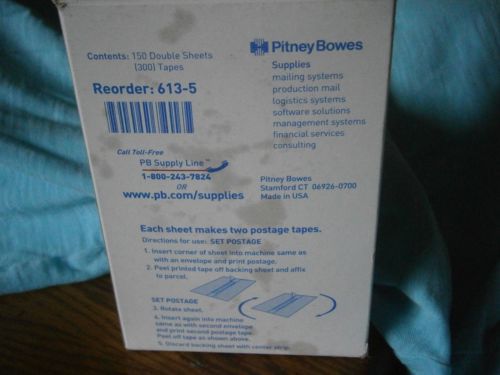 Contents: 150 Double Sheets
(300) Tapes
Reorder: 613-5
PitneyBowes
Supplies
mailing systems
production mail
logistics systems
software solutions
management systems
financial services
consulting
Call Toll-Free
PB Supply Line™
1-800-243-7824
OR
www.pb.com/supplies
Pitney Bowes
Stamford CT 06926-0700
Made in USA
Each sheet makes two postage tapes.
Directions for use: SET POSTAGE
1. Insert corner of sheet into machine same as
with an envelope and print postage.
2. Peel printed tape off backing sheet and affix
to parcel.
SET POSTAGE
3. Rotate sheet.
4. Insert again into machine
same as with second envelope
and print second postage tape.
Peel off tape as shown above.
5. Discard backing sheet with center strip.